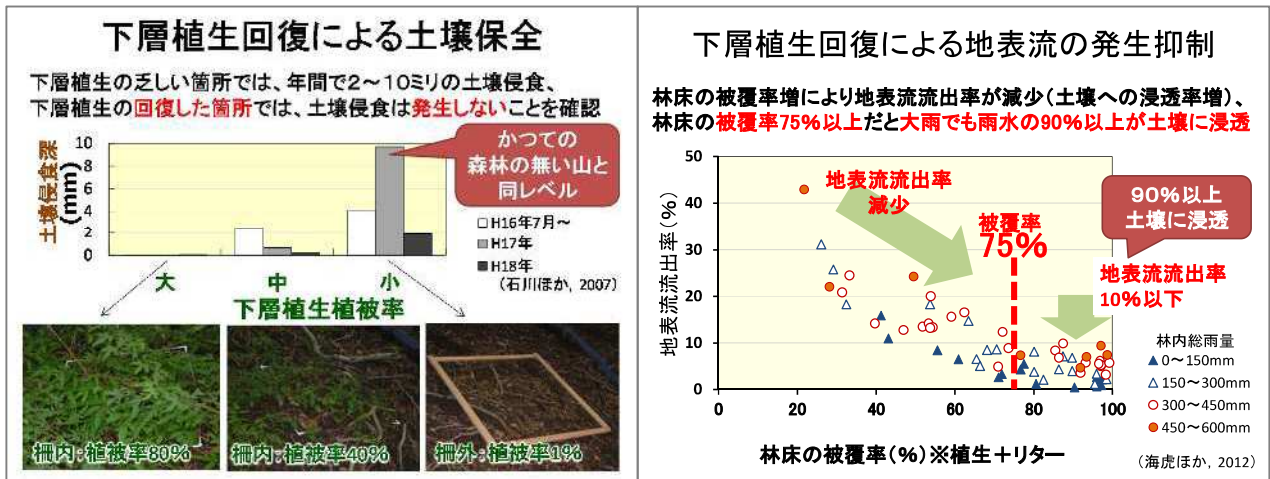 下層植生回復による土壌保全
下層植生の乏しい箇所では、年間で2～10ミリの土壌侵食、
下層植生の回復した箇所では、土壌侵食は発生しないことを確認
土壌侵食深
(mm)
10
8
6
4
2
0
かつての
森林の無い山と
同レベル
H16年7月～
H17年
H18年
(石川ほか, 2007)
大 中 小
下層植生植被率
柵内：植被率80%
柵内：植被率40%
柵外：植被率1%
下層植生回復による地表流の発生抑制
林床の被覆率増により地表流流出率が減少(土壌への浸透率増)、
林床の被覆率75%以上だと大雨でも雨水の90%以上が土壌に浸透
地表流流出率(%)
50
40
30
20
10
0
地表流流出率
減少
被覆率
75%
90%以上
土壌に浸透
地表流流出率
10%以下
林内総雨量
0～150mm
150～300mm
300～450mm
450～600mm
0 20 40 60 80 100
林床の被覆率(%)※植生＋リター
(海虎ほか, 2012)